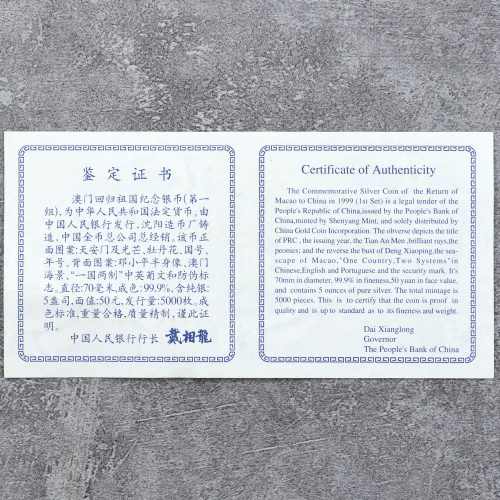 鉴定证书
澳门回归祖国纪念银币(第一
组),为中华人民共和国法定货币,由
中国人民银行发行,沈阳造币厂铸
造,中国金币总公司总经销。该币正
面图案:天安门及光芒、牡丹花、国号、
年号。背面图案:邓小平半身像、澳门
海景、“一国两制”中英葡文和防伪标
志。直径:70毫米,成色:99.9%,含纯银:
5盎司,面值:50元,发行量:5000枚。成
色标准,重量合格,质量精制,谨此证
明。
中国人民银行行长 戴相龍
Certificate of Authenticity
The Commemorative Silver Coin of the Return of
Macao to China in 1999 (1st Set) is a legal tender of the
People's Republic of China,issued by the People's Bank of
China,minted by Shenyang Mint, and solely distributed by
China Gold Coin Incorporation. The obverse depicts the title
of PRC , the issuing year, the Tian An Men ,brilliant rays,the
peonies; and the reverse the bust of Deng Xiaoping,the sea-
scape of Macao,"One Country,Two Systems"in
Chinese,English and Portuguese and the security mark. It's
70mm in diameter, 99.9% in fineness,50 yuan in face value,
and contains 5 ounces of pure silver. The total mintage is
5000 pieces. This is to certify that the coin is proof in
quality and is up to standard as to its fineness and weight.
Dai Xianglong
Governor
The People's Bank of China